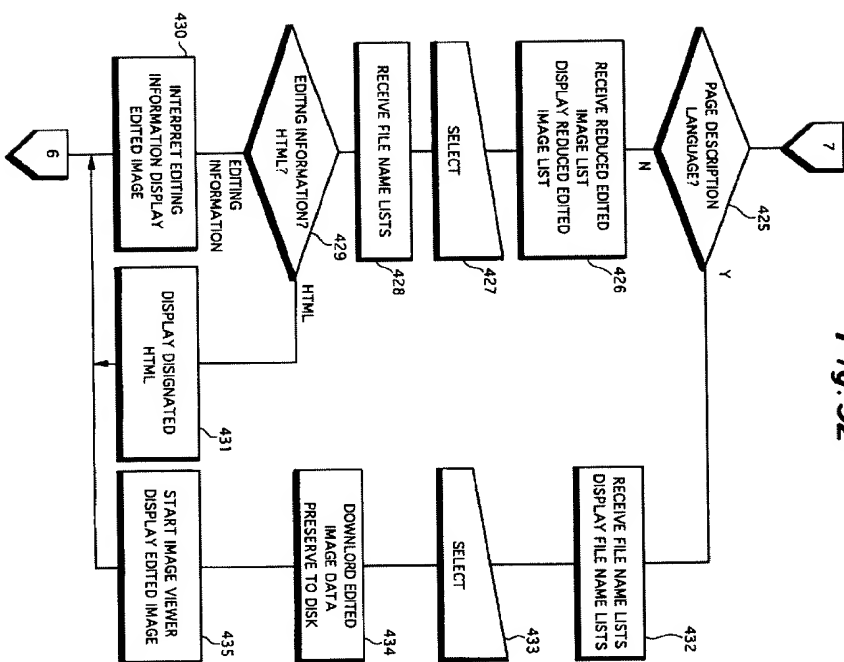 Fig. 32
7
PAGE DESCRIPTION
LANGUAGE?
425
N
Y
RECEIVE REDUCED EDITED
IMAGE LIST
DISPLAY REDUCED EDITED
IMAGE LIST
426
SELECT
427
RECEIVE FILE NAME LISTS
428
EDITNG INFORMATION?
HTML?
429
EDITING
INFORMATION
HTML
INTERPRET EDITING
INFORMATION DISPLAY
EDITED IMAGE
430
DISPLAY DISIGNATED
HTML
431
RECEIVE FILE NAME LISTS
DISPLAY FILE NAME LISTS
432
SELECT
433
DOWNLORD EDITED
IMAGE DATA
PRESERVE TO DISK
434
START IMAGE VIEWER
DISPLAY EDITED IMAGE
435
6